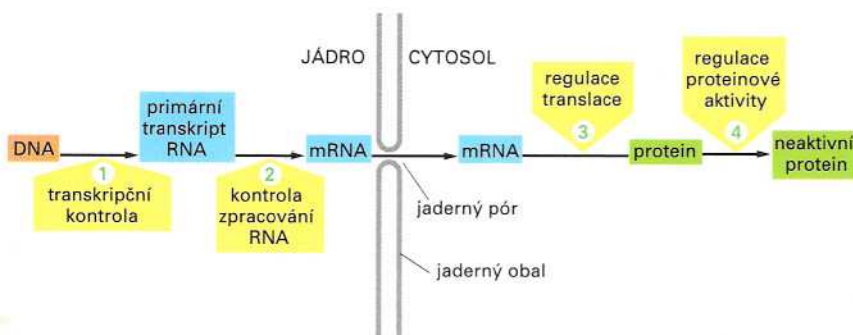 JÁDRO
CYTOSOL
DNA
1
transkripční
kontrola
primární
transkript
RNA
2
kontrola
zpracování
RNA
mRNA
jaderný pór
jaderný obal
mRNA
regulace
translace
3
protein
regulace
proteinové
aktivity
4
neaktivní
protein